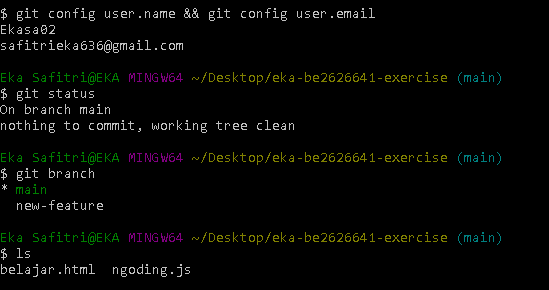 $ git config user.name && git config user.email
Ekasa02
safitrieka636@gmail.com
Eka Safitri@EKA MINGW64 ~/Desktop/eka-be2626641-exercise (main)
$ git status
On branch main
nothing to commit, working tree clean
Eka Safitri@EKA MINGW64 ~/Desktop/eka-be2626641-exercise (main)
$ git branch
* main
  new-feature
Eka Safitri@EKA MINGW64 ~/Desktop/eka-be2626641-exercise (main)
$ ls
belajar.html  ngoding.js